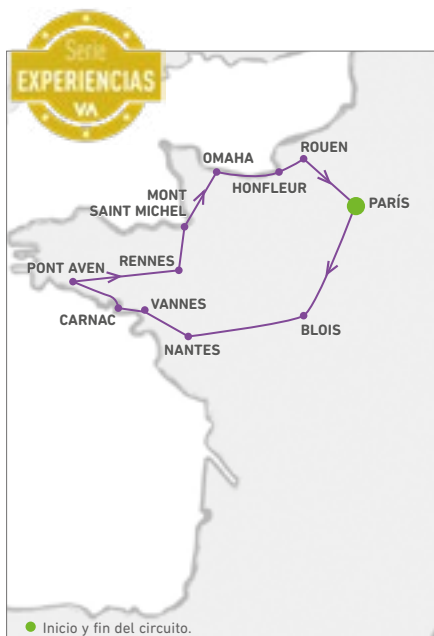 Serie
EXPERIENCIAS
VA
ROUEN
OMAHA
HONFLEUR
PARÍS
MONT
SAINT MICHEL
RENNES
PONT AVEN
VANNES
CARNAC
BLOIS
NANTES
Inicio y fin del circuito.